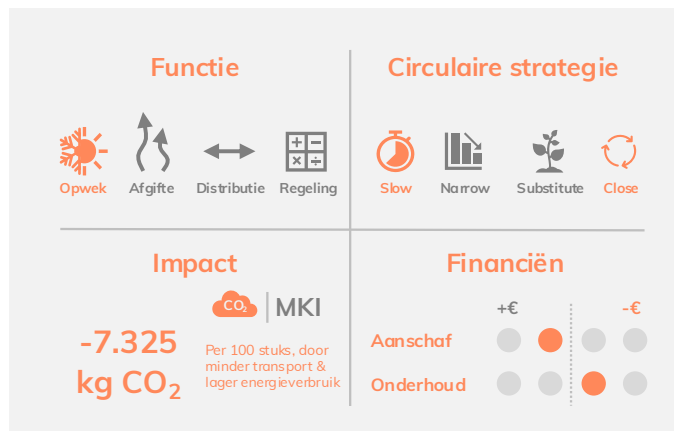 Functie
Opwek Afgifte Distributie Regeling
Circulaire strategie
Slow Narrow Substitute Close
Impact
CO₂ MKI
-7.325
kg CO₂
Per 100 stuks, door
minder transport &
lager energieverbruik
Financiën
+€ -€
Aanschaf
Onderhoud